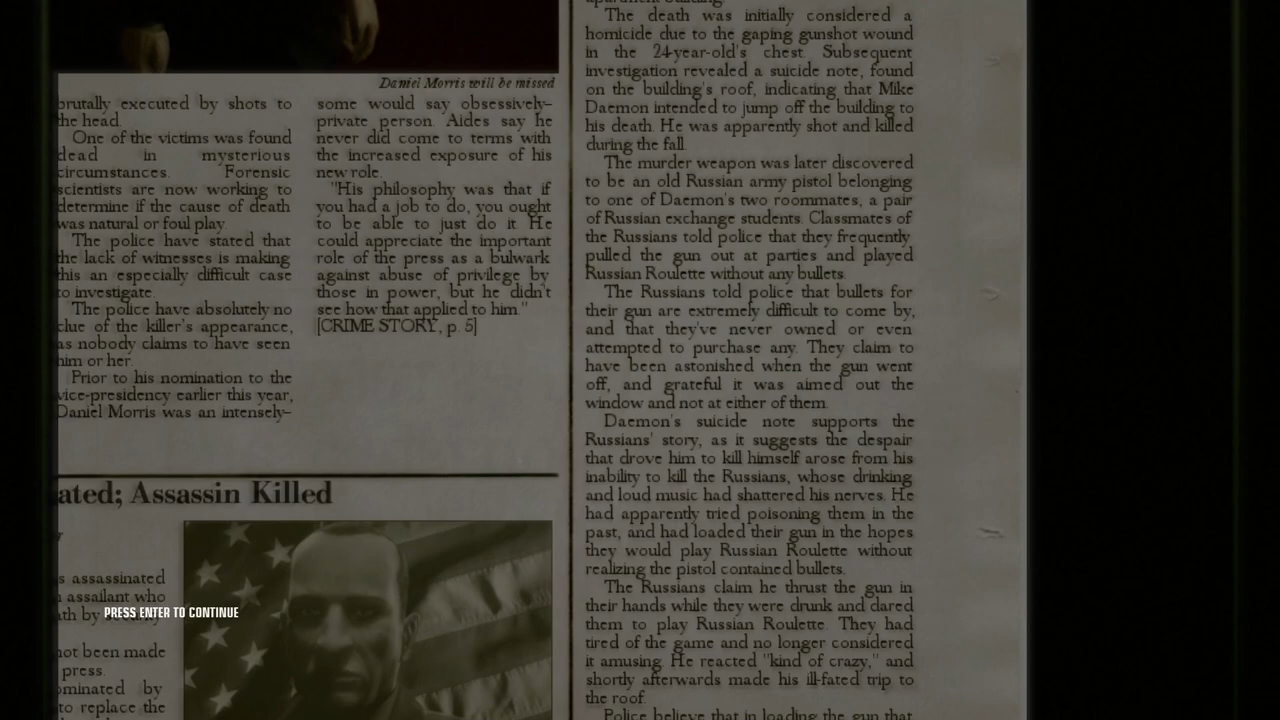 Daniel Morris will be missed
brutally executed by shots to
the head.
One of the victims was found
dead in mysterious
circumstances. Forensic
scientists are now working to
determine if the cause of death
was natural or foul play.
The police have stated that
the lack of witnesses is making
this an especially difficult case
to investigate.
The police have absolutely no
clue of the killer's appearance,
as nobody claims to have seen
him or her.
Prior to his nomination to the
vice-presidency earlier this year,
Daniel Morris was an intensely-
some would say obsessively-
private person. Aides say he
never did come to terms with
the increased exposure of his
new role.
"His philosophy was that if
you had a job to do, you ought
to be able to just do it. He
could appreciate the important
role of the press as a bulwark
against abuse of privilege by
those in power, but he didn't
see how that applied to him."
[CRIME STORY, p. 5]
ated; Assassin Killed
s assassinated
assailant who
ath by security
not been made
press.
ominated by
to replace the
PRESS ENTER TO CONTINUE
apartment building.
The death was initially considered a
homicide due to the gaping gunshot wound
in the 24-year-old's chest. Subsequent
investigation revealed a suicide note, found
on the building's roof, indicating that Mike
Daemon intended to jump off the building to
his death. He was apparently shot and killed
during the fall.
The murder weapon was later discovered
to be an old Russian army pistol belonging
to one of Daemon's two roommates, a pair
of Russian exchange students. Classmates of
the Russians told police that they frequently
pulled the gun out at parties and played
Russian Roulette without any bullets.
The Russians told police that bullets for
their gun are extremely difficult to come by,
and that they've never owned or even
attempted to purchase any. They claim to
have been astonished when the gun went
off, and grateful it was aimed out the
window and not at either of them.
Daemon's suicide note supports the
Russians' story, as it suggests the despair
that drove him to kill himself arose from his
inability to kill the Russians, whose drinking
and loud music had shattered his nerves. He
had apparently tried poisoning them in the
past, and had loaded their gun in the hopes
they would play Russian Roulette without
realizing the pistol contained bullets.
The Russians claim he thrust the gun in
their hands while they were drunk and dared
them to play Russian Roulette. They had
tired of the game and no longer considered
it amusing. He reacted "kind of crazy," and
shortly afterwards made his ill-fated trip to
the roof.
Police believe that in loading the gun that